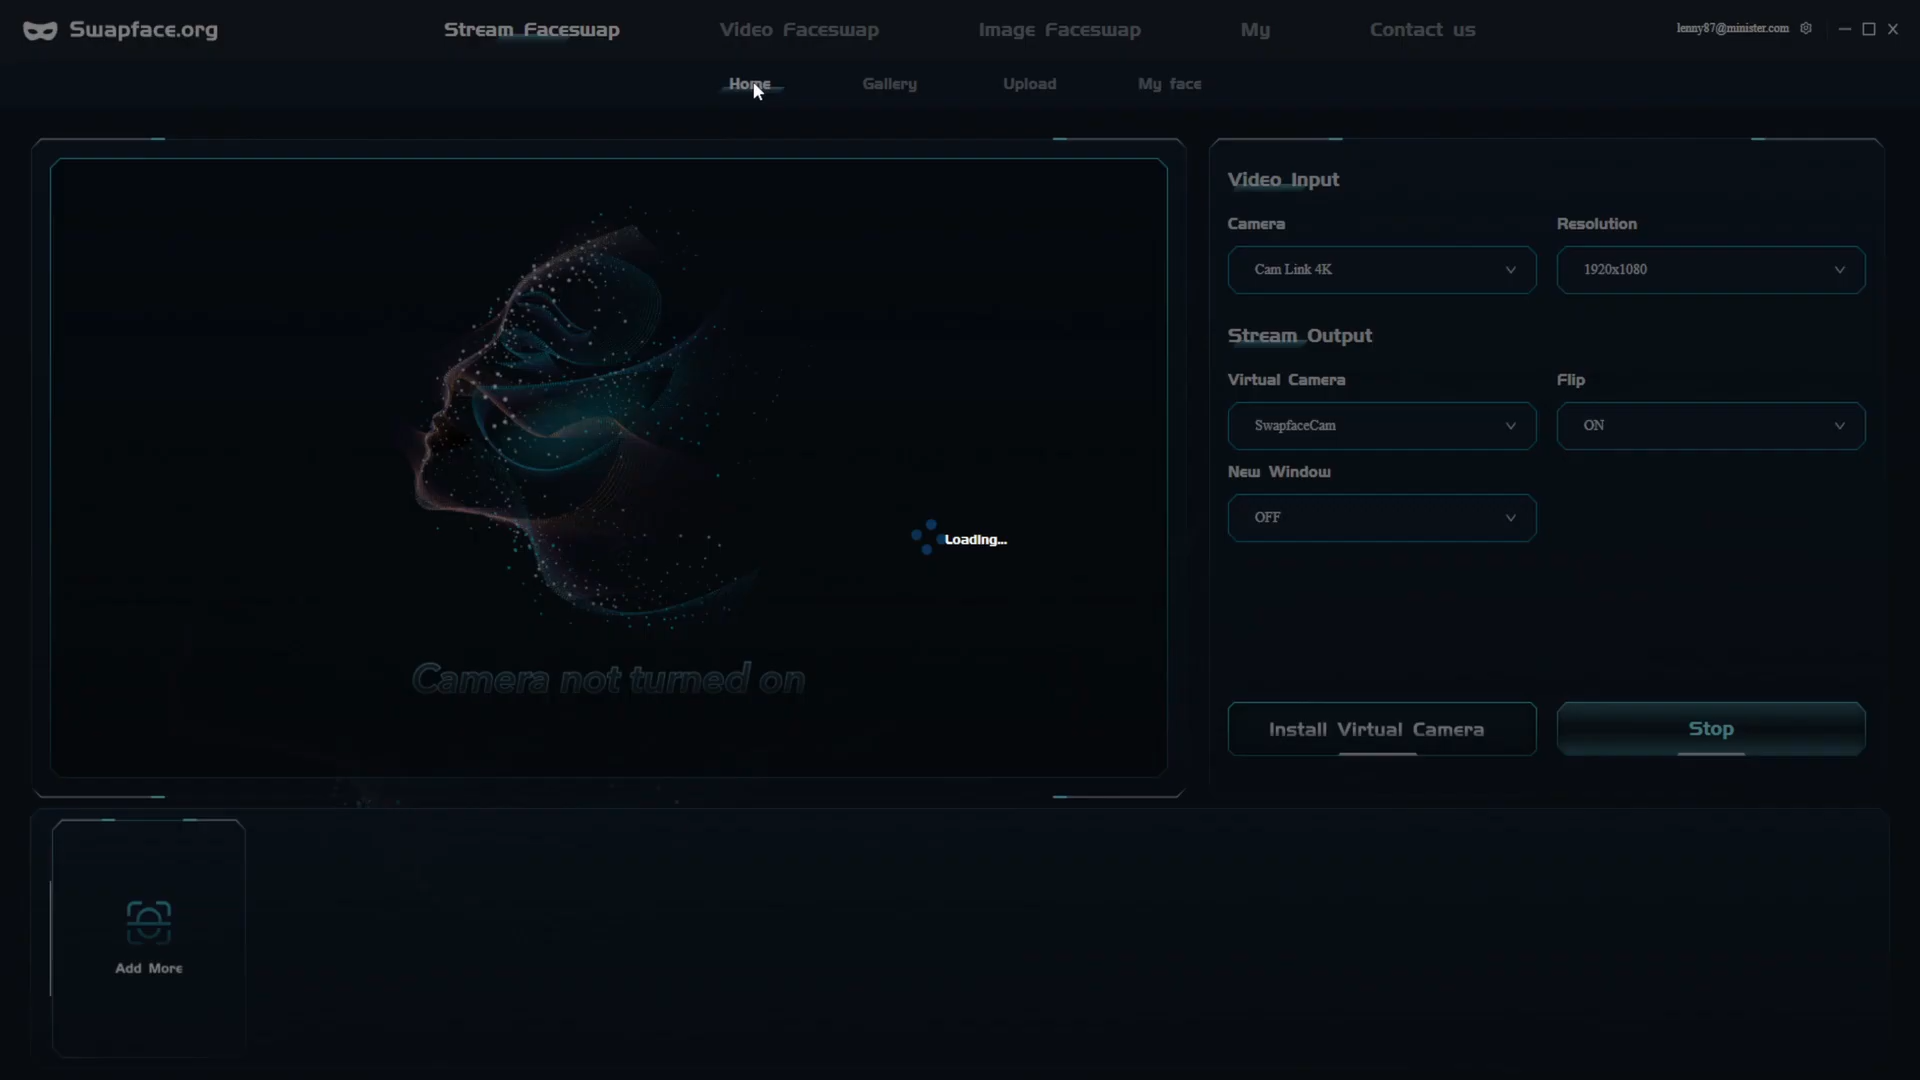 Swapface.org
Stream Faceswap
Video Faceswap
Image Faceswap
My
Contact us
lenny87@minister.com
Home
Gallery
Upload
My face
Video Input
Camera
Resolution
Cam Link 4K
1920x1080
Stream Output
Virtual Camera
Flip
SwapfaceCam
ON
New Window
OFF
Loading...
Camera not turned on
Install Virtual Camera
Stop
Add More